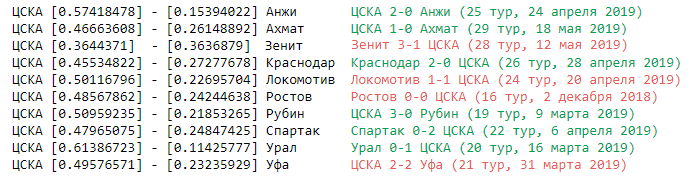 ЦСКА [0.57418478] - [0.15394022] Анжи ЦСКА 2-0 Анжи (25 тур, 24 апреля 2019)
ЦСКА [0.46663608] - [0.26148892] Ахмат ЦСКА 1-0 Ахмат (29 тур, 18 мая 2019)
ЦСКА [0.3644371] - [0.3636879] Зенит Зенит 3-1 ЦСКА (28 тур, 12 мая 2019)
ЦСКА [0.45534822] - [0.27277678] Краснодар Краснодар 2-0 ЦСКА (26 тур, 28 апреля 2019)
ЦСКА [0.50116796] - [0.22695704] Локомотив Локомотив 1-1 ЦСКА (24 тур, 20 апреля 2019)
ЦСКА [0.48567862] - [0.24244638] Ростов Ростов 0-0 ЦСКА (16 тур, 2 декабря 2018)
ЦСКА [0.50959235] - [0.21853265] Рубин ЦСКА 3-0 Рубин (19 тур, 9 марта 2019)
ЦСКА [0.47965075] - [0.24847425] Спартак Спартак 0-2 ЦСКА (22 тур, 6 апреля 2019)
ЦСКА [0.61386723] - [0.11425777] Урал Урал 0-1 ЦСКА (20 тур, 16 марта 2019)
ЦСКА [0.49576571] - [0.23235929] Уфа ЦСКА 2-2 Уфа (21 тур, 31 марта 2019)